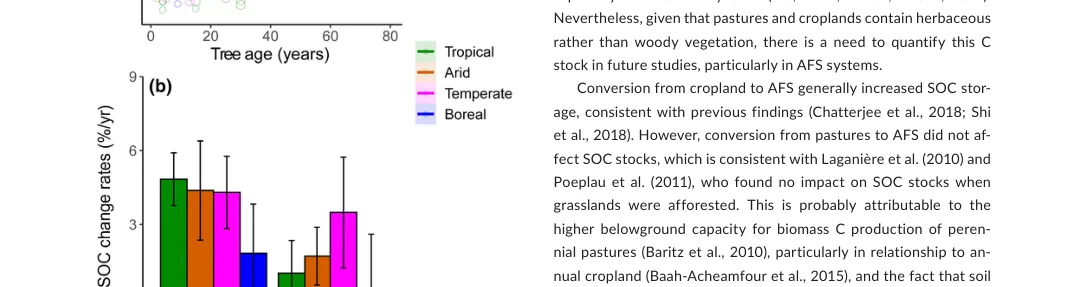 0 20 40 60 80
Tree age (years)
Tropical
Arid
Temperate
Boreal
9
(b)
6
3
SOC change rates (%/yr)
Nevertheless, given that pastures and croplands contain herbaceous
rather than woody vegetation, there is a need to quantify this C
stock in future studies, particularly in AFS systems.
Conversion from cropland to AFS generally increased SOC stor-
age, consistent with previous findings (Chatterjee et al., 2018; Shi
et al., 2018). However, conversion from pastures to AFS did not af-
fect SOC stocks, which is consistent with Laganière et al. (2010) and
Poeplau et al. (2011), who found no impact on SOC stocks when
grasslands were afforested. This is probably attributable to the
higher belowground capacity for biomass C production of peren-
nial pastures (Baritz et al., 2010), particularly in relationship to an-
nual cropland (Baah-Acheamfour et al., 2015), and the fact that soil